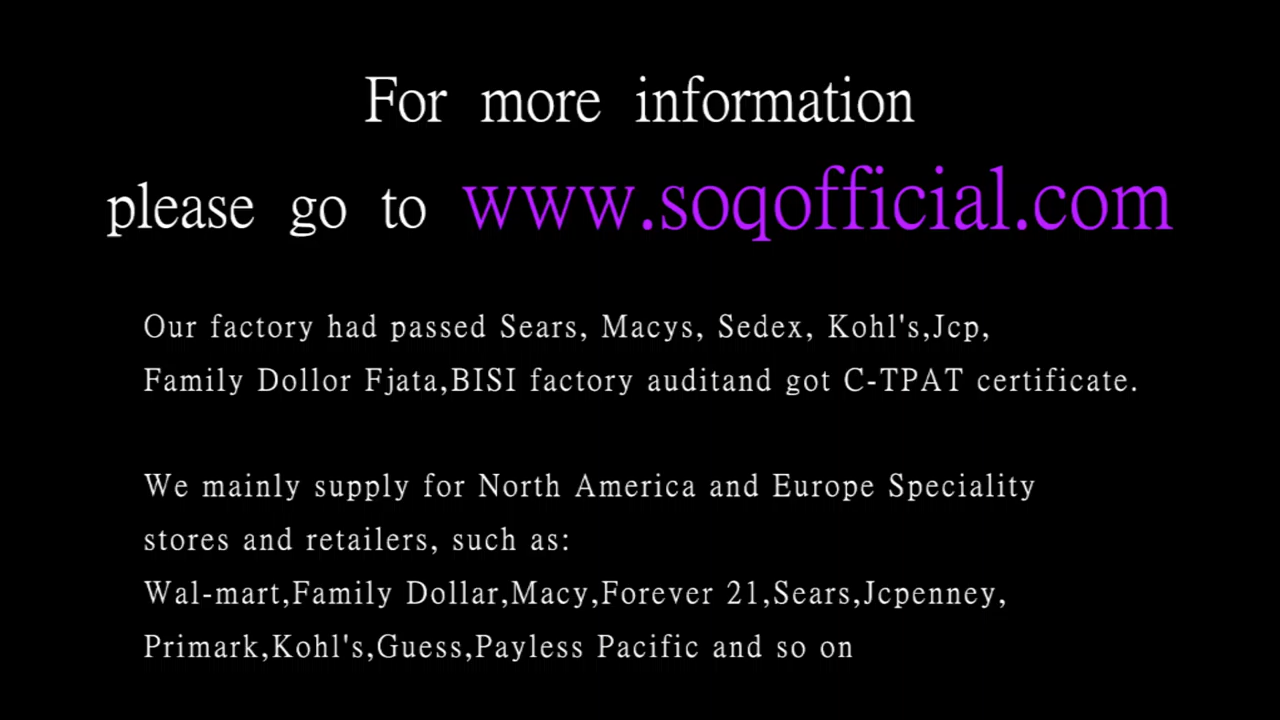 For more information
please go to www.soqofficial.com
Our factory had passed Sears, Macys, Sedex, Kohl's,Jcp,
Family Dollor Fjata,BISI factory auditand got C-TPAT certificate.
We mainly supply for North America and Europe Speciality
stores and retailers, such as:
Wal-mart,Family Dollar,Macy,Forever 21,Sears,Jcpenney,
Primark,Kohl's,Guess,Payless Pacific and so on